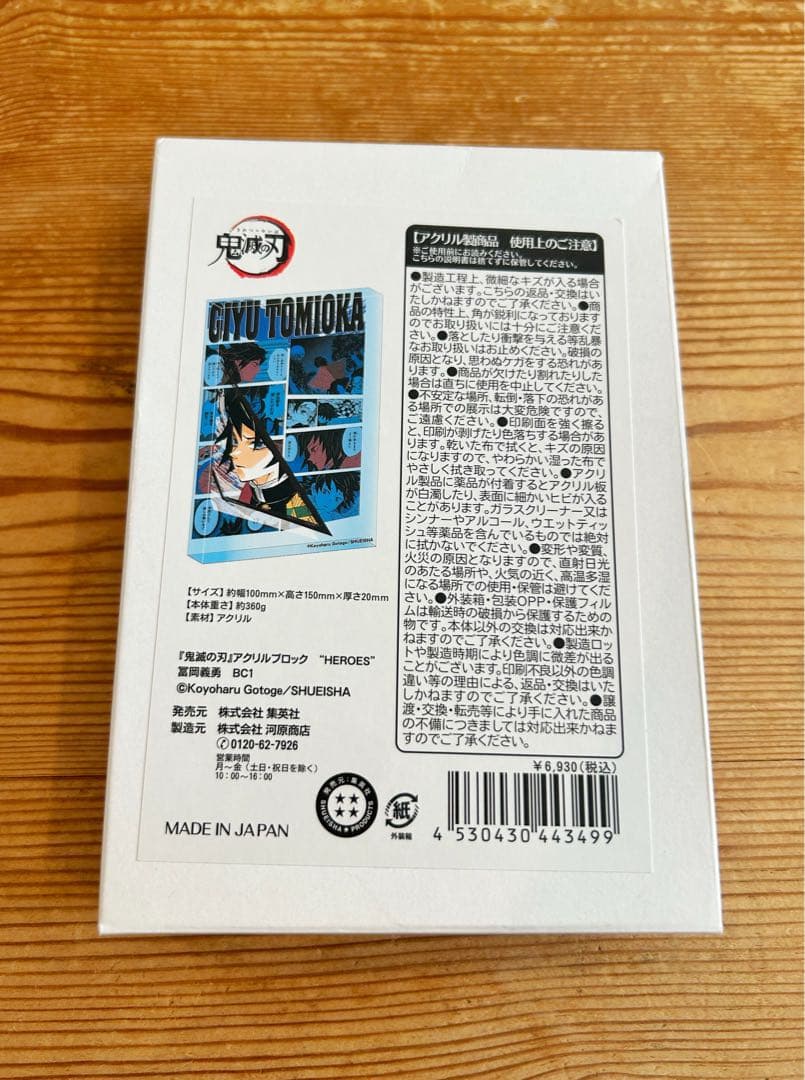 きめつのやいば
鬼滅の刃
GIYU TOMIOKA
©Koyoharu Gotoge/SHUEISHA
【サイズ】約幅100mm×高さ150mm×厚さ20mm
【本体重さ】約360g
【素材】アクリル
『鬼滅の刃』アクリルブロック “HEROES”
冨岡義勇 BC1
©Koyoharu Gotoge/SHUEISHA
発売元 株式会社 集英社
製造元 株式会社 河原商店
0120-62-7926
営業時間
月～金（土日・祝日を除く）
10：00～16：00
MADE IN JAPAN
発売元：集英社
SHUEISHA PRODUCTS
【アクリル製商品 使用上のご注意】
※ご使用前にお読みください。
こちらの説明書は捨てずに保管してください。
●製造工程上、微細なキズが入る場合
がございます。こちらの返品・交換はい
たしかねますのでご了承ください。●商
品の特性上、角が鋭利になっております
のでお取り扱いには十分にご注意くださ
い。●落としたり衝撃を与える等乱暴
なお取り扱いはお止めください。破損の
原因となり、思わぬケガをする恐れがあ
ります。●商品が欠けたり割れたりした
場合は直ちに使用を中止してください。
●不安定な場所、転倒・落下の恐れがあ
る場所での展示は大変危険ですので、
ご遠慮ください。●印刷面を強く擦る
と、印刷が剥げたり色落ちする場合があ
ります。乾いた布で拭くと、キズの原因
になりますので、やわらかい湿った布で
やさしく拭き取ってください。●アクリ
ル製品に薬品が付着するとアクリル板
が白濁したり、表面に細かいヒビが入る
ことがあります。ガラスクリーナー又は
シンナーやアルコール、ウエットティッ
シュ等薬品を含んでいるものでは絶対
に拭かないでください。●変形や変質、
火災の原因となりますので、直射日光
のあたる場所や、火気の近く、高温多湿
になる場所での使用・保管は避けてくだ
さい。●外装箱・包装OPP・保護フィル
ムは輸送時の破損から保護するための
物です。本体以外の交換は対応出来か
ねますのでご了承ください。●製造ロッ
トや製造時期により色調に微差が出る
ことがございます。印刷不良以外の色調
違い等の理由による、返品・交換はいた
しかねますのでご了承ください。●譲
渡・交換・転売等により手に入れた商品
の不備につきましては対応出来かねま
すのでご了承ください。
￥6,930(税込)
紙
外装箱
4 530430 443499